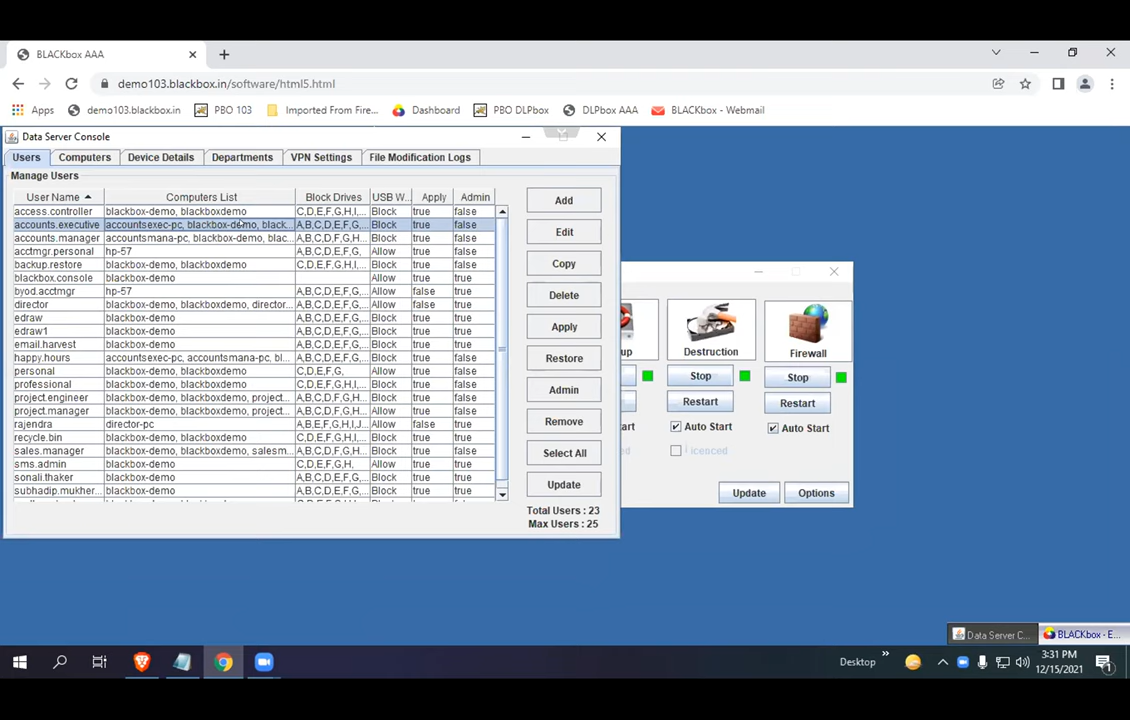 BLACKbox AAA
demo103.blackbox.in/software/html5.html
Apps demo103.blackbox.in PBO 103 Imported From Fire... Dashboard PBO DLPbox DLPbox AAA BLACKbox - Webmail
Data Server Console
Users Computers Device Details Departments VPN Settings File Modification Logs
Manage Users
User Name Computers List Block Drives USB W... Apply Admin
access.controller blackbox-demo, blackboxdemo C,D,E,F,G,H,I,... Block true false
accounts.executive accountsexec-pc, blackbox-demo, black... A,B,C,D,E,F,G,... Block true false
accounts.manager accountsmana-pc, blackbox-demo, blac... A,B,C,D,F,G,H... Block true false
acctmgr.personal hp-57 A,B,C,D,E,F,G, Allow true false
backup.restore blackbox-demo, blackboxdemo C,D,E,F,G,H,I,... Block true false
blackbox.console blackbox-demo Allow true true
byod.acctmgr hp-57 A,B,C,D,E,F,G,... Allow false false
director blackbox-demo, blackboxdemo, director... A,B,C,D,E,F,G,... Block true false
edraw blackbox-demo A,B,C,D,E,F,G,... Block true true
edraw1 blackbox-demo A,B,C,D,E,F,G,... Block true true
email.harvest blackbox-demo A,B,C,D,E,F,G,... Block true true
happy.hours accountsexec-pc, accountsmana-pc, bl... A,B,C,D,E,F,G,... Block true false
personal blackbox-demo, blackboxdemo C,D,E,F,G, Allow true false
professional blackbox-demo, blackboxdemo C,D,E,F,G,H,I,... Block true false
project.engineer blackbox-demo, blackboxdemo, project... A,B,C,D,F,G,H... Block true false
project.manager blackbox-demo, blackboxdemo, project... A,B,C,D,E,F,G,... Allow true false
rajendra director-pc A,B,E,F,G,H,I,J... Allow false true
recycle.bin blackbox-demo, blackboxdemo C,D,E,F,G,H,I,... Block true true
sales.manager blackbox-demo, blackboxdemo, salesm... A,B,C,D,F,G,H... Block true false
sms.admin blackbox-demo C,D,E,F,G,H, Allow true false
sonali.thaker blackbox-demo A,B,C,D,E,F,G,... Block true true
subhadip.mukher... blackbox-demo A,B,C,D,E,F,G,... Block true true
Add
Edit
Copy
Delete
Apply
Restore
Admin
Remove
Select All
Update
Total Users : 23
Max Users : 25
up Destruction Firewall
Stop Stop
Restart Restart
Auto Start Auto Start
Update Options
Data Server C... BLACKbox - E...
Desktop
3:31 PM
12/15/2021
1